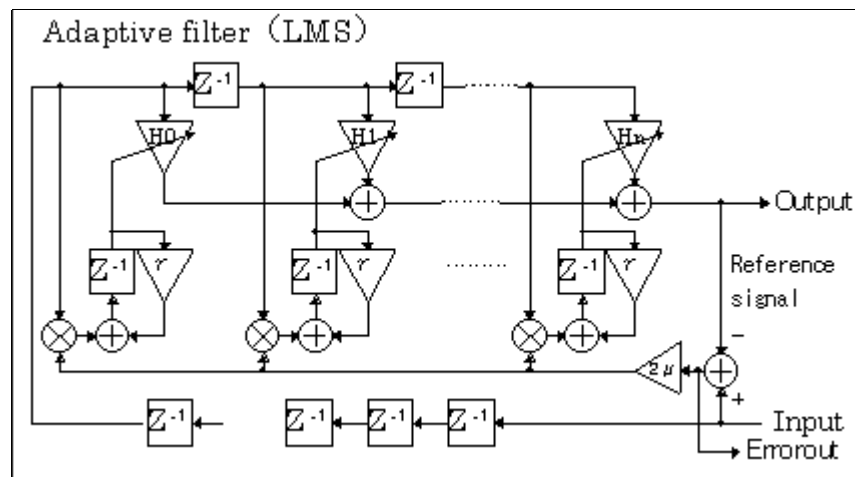 Adaptive filter (LMS)
Z⁻¹ Z⁻¹
H0 H1 Hn
Output
Z⁻¹ r Z⁻¹ r Z⁻¹ r
Reference
signal
−
2μ
+
Z⁻¹ Z⁻¹ Z⁻¹ Z⁻¹
Input
Errorout